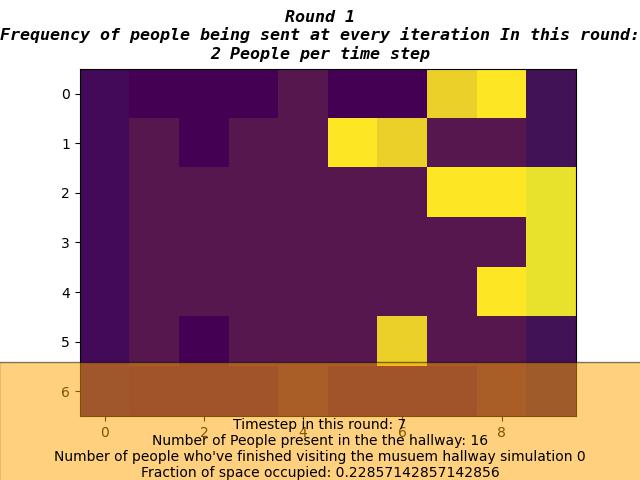 Round 1
Frequency of people being sent at every iteration In this round:
2 People per time step
0
1
2
3
4
5
6
0 2 4 6 8
Timestep in this round: 7
Number of People present in the the hallway: 16
Number of people who've finished visiting the musuem hallway simulation 0
Fraction of space occupied: 0.22857142857142856